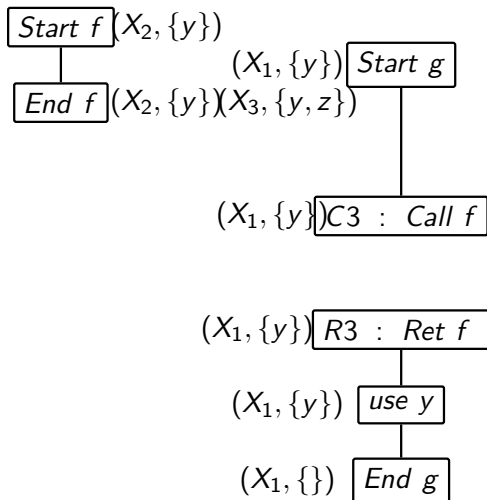 Start f (X₂, {y})
(X₁, {y}) Start g
End f (X₂, {y})(X₃, {y, z})
(X₁, {y}) C3 : Call f
(X₁, {y}) R3 : Ret f
(X₁, {y}) use y
(X₁, {}) End g